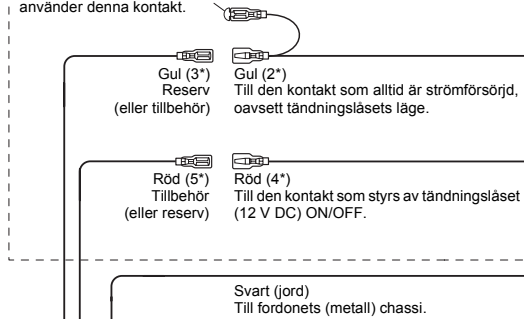 använder denna kontakt.
Gul (3*)
Reserv
(eller tillbehör)
Gul (2*)
Till den kontakt som alltid är strömförsörjd,
oavsett tändningslåsets läge.
Röd (5*)
Tillbehör
(eller reserv)
Röd (4*)
Till den kontakt som styrs av tändningslåset
(12 V DC) ON/OFF.
Svart (jord)
Till fordonets (metall) chassi.